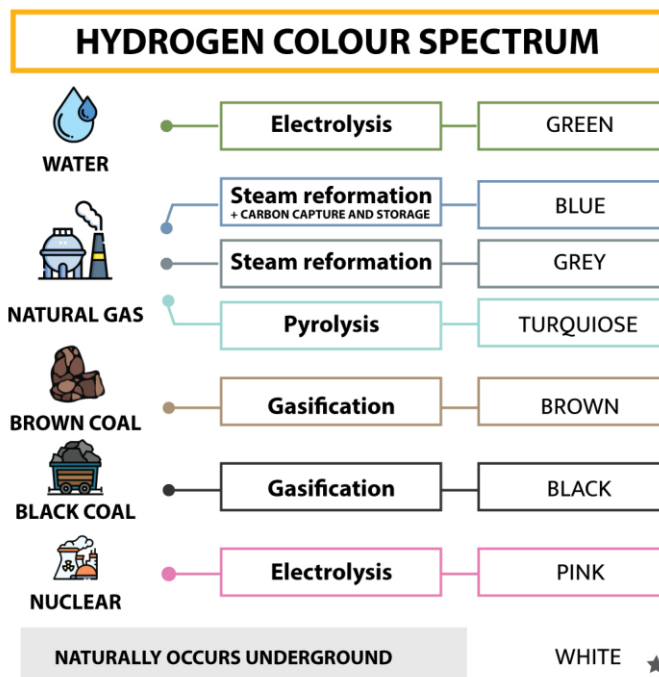 HYDROGEN COLOUR SPECTRUM
WATER
Electrolysis
GREEN
Steam reformation
+ CARBON CAPTURE AND STORAGE
BLUE
NATURAL GAS
Steam reformation
GREY
Pyrolysis
TURQUIOSE
BROWN COAL
Gasification
BROWN
BLACK COAL
Gasification
BLACK
NUCLEAR
Electrolysis
PINK
NATURALLY OCCURS UNDERGROUND
WHITE